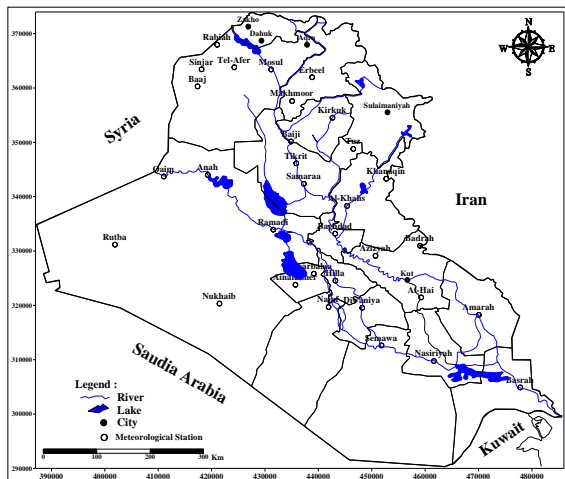 N
W
E
S
Zakho
Dahuk
Aqra
Rabiah
Sinjar
Tel-Afer
Mosul
Erbeel
Baaj
Makhmoor
Kirkuk
Sulaimaniyah
Syria
Baiji
Tuz
Tikrit
Qaim
Anah
Samaraa
Khanaqin
Iran
Al-Khalis
Ramadi
Baghdad
Rutba
Azizyah
Badrah
Hilla
Kut
Al-Hai
Nukhaib
Najaf
Diwaniya
Amarah
Semawa
Nasiriyah
Basrah
Saudia Arabia
Kuwait
Legend :
River
Lake
City
Meteorological Station
0 100 200 300
Km
370000
360000
350000
340000
330000
320000
310000
300000
290000
390000 400000 410000 420000 430000 440000 450000 460000 470000 480000